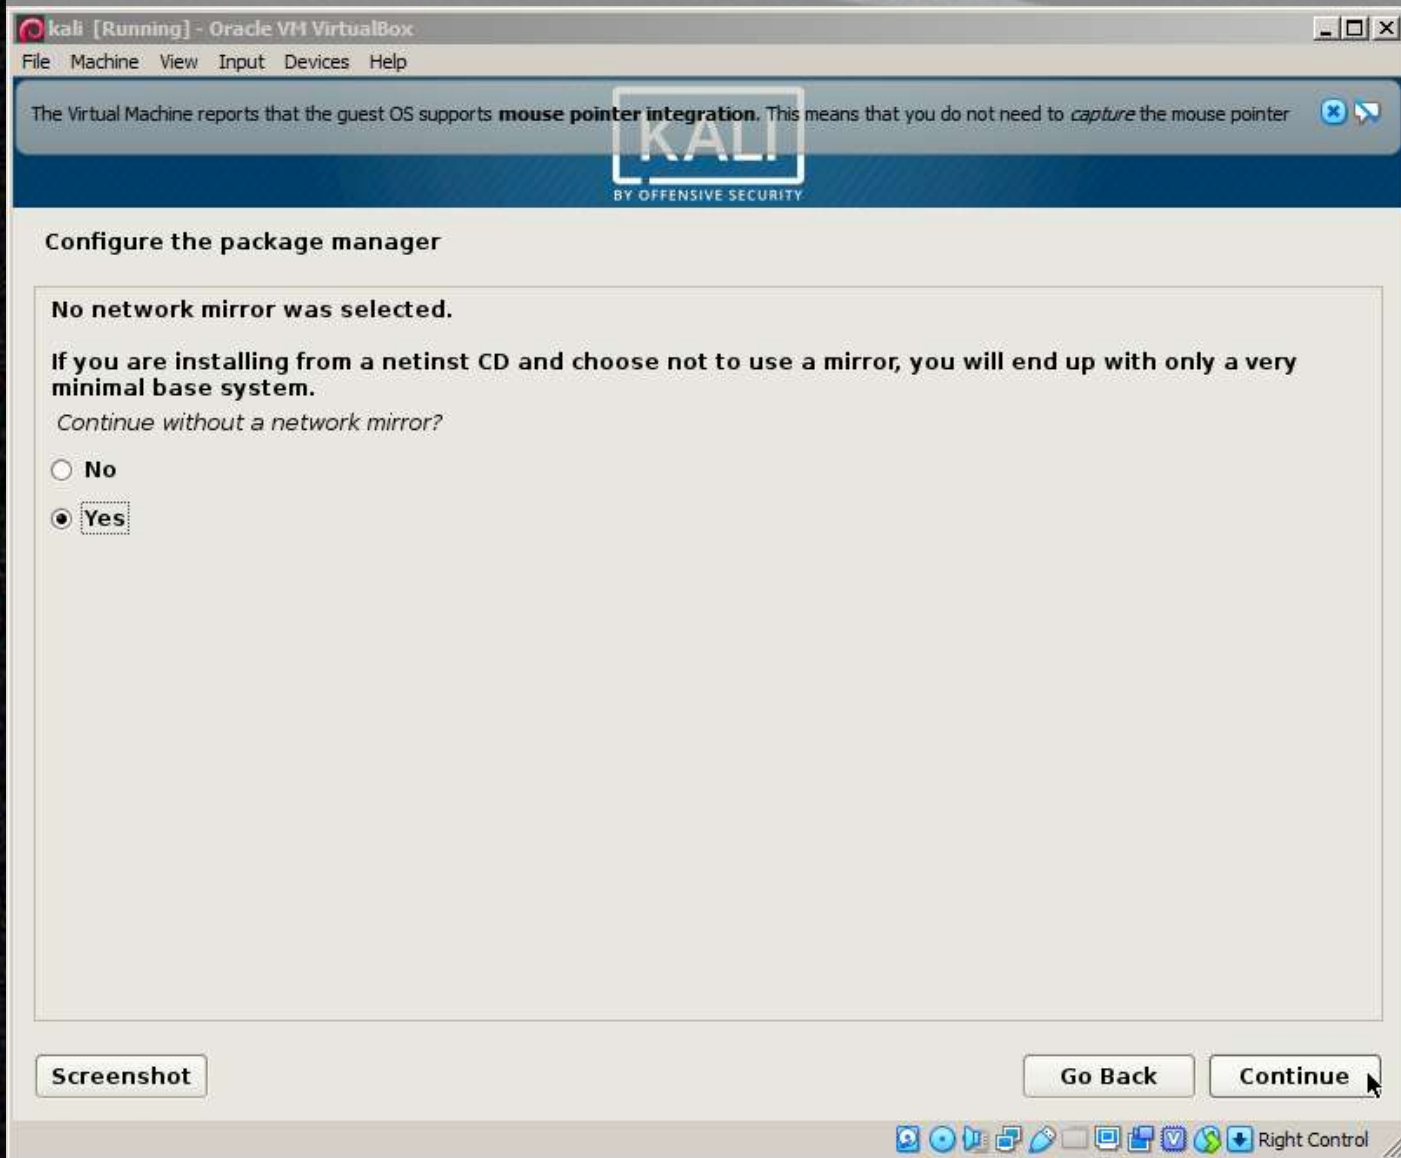 kali [Running] - Oracle VM VirtualBox
File Machine View Input Devices Help
The Virtual Machine reports that the guest OS supports mouse pointer integration. This means that you do not need to capture the mouse pointer
KALI
BY OFFENSIVE SECURITY
Configure the package manager
No network mirror was selected.
If you are installing from a netinst CD and choose not to use a mirror, you will end up with only a very
minimal base system.
Continue without a network mirror?
No
Yes
Screenshot
Go Back
Continue
Right Control